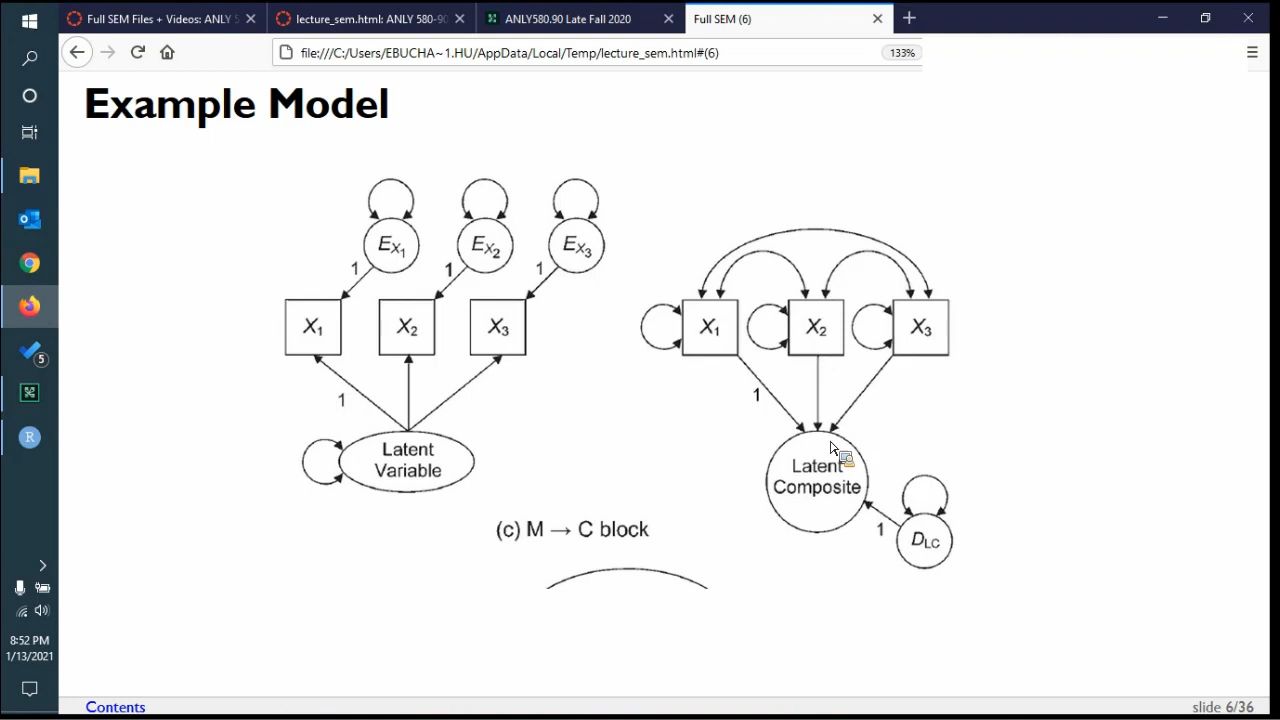 Full SEM Files + Videos: ANLY 5
lecture_sem.html: ANLY 580-90
ANLY580.90 Late Fall 2020
Full SEM (6)
file:///C:/Users/EBUCHA~1.HU/AppData/Local/Temp/lecture_sem.html#(6)
133%
Example Model
EX1
EX2
EX3
1
1
1
X1
X2
X3
X1
X2
X3
1
1
Latent
Variable
Latent
Composite
(c) M → C block
1
DLC
5
8:52 PM
1/13/2021
Contents
slide 6/36